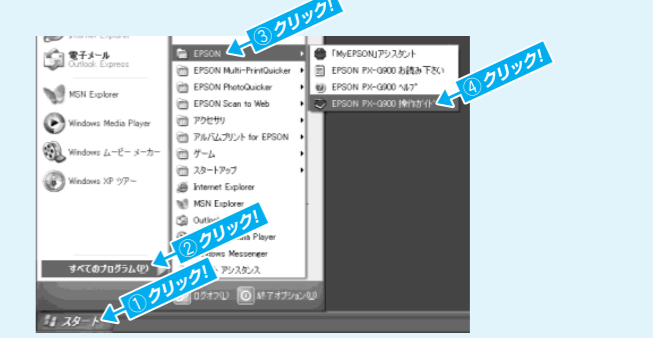 ③クリック!
電子メール
Outlook Express
MSN Explorer
Windows Media Player
Windows ムービー メーカー
Windows XP ツアー
すべてのプログラム(P)
②クリック!
①クリック!
スタート
EPSON
EPSON Multi-PrintQuicker
EPSON PhotoQuicker
EPSON Scan to Web
アクセサリ
アルバムプリント for EPSON
ゲーム
スタートアップ
Internet Explorer
MSN Explorer
Player
Messenger
アシスタンス
ログオフ(L)
終了オプション(U)
「MyEPSON」アシスタント
EPSON PX-G900 お読み下さい
EPSON PX-G900 ヘルプ
EPSON PX-G900 操作ガイド
④クリック!